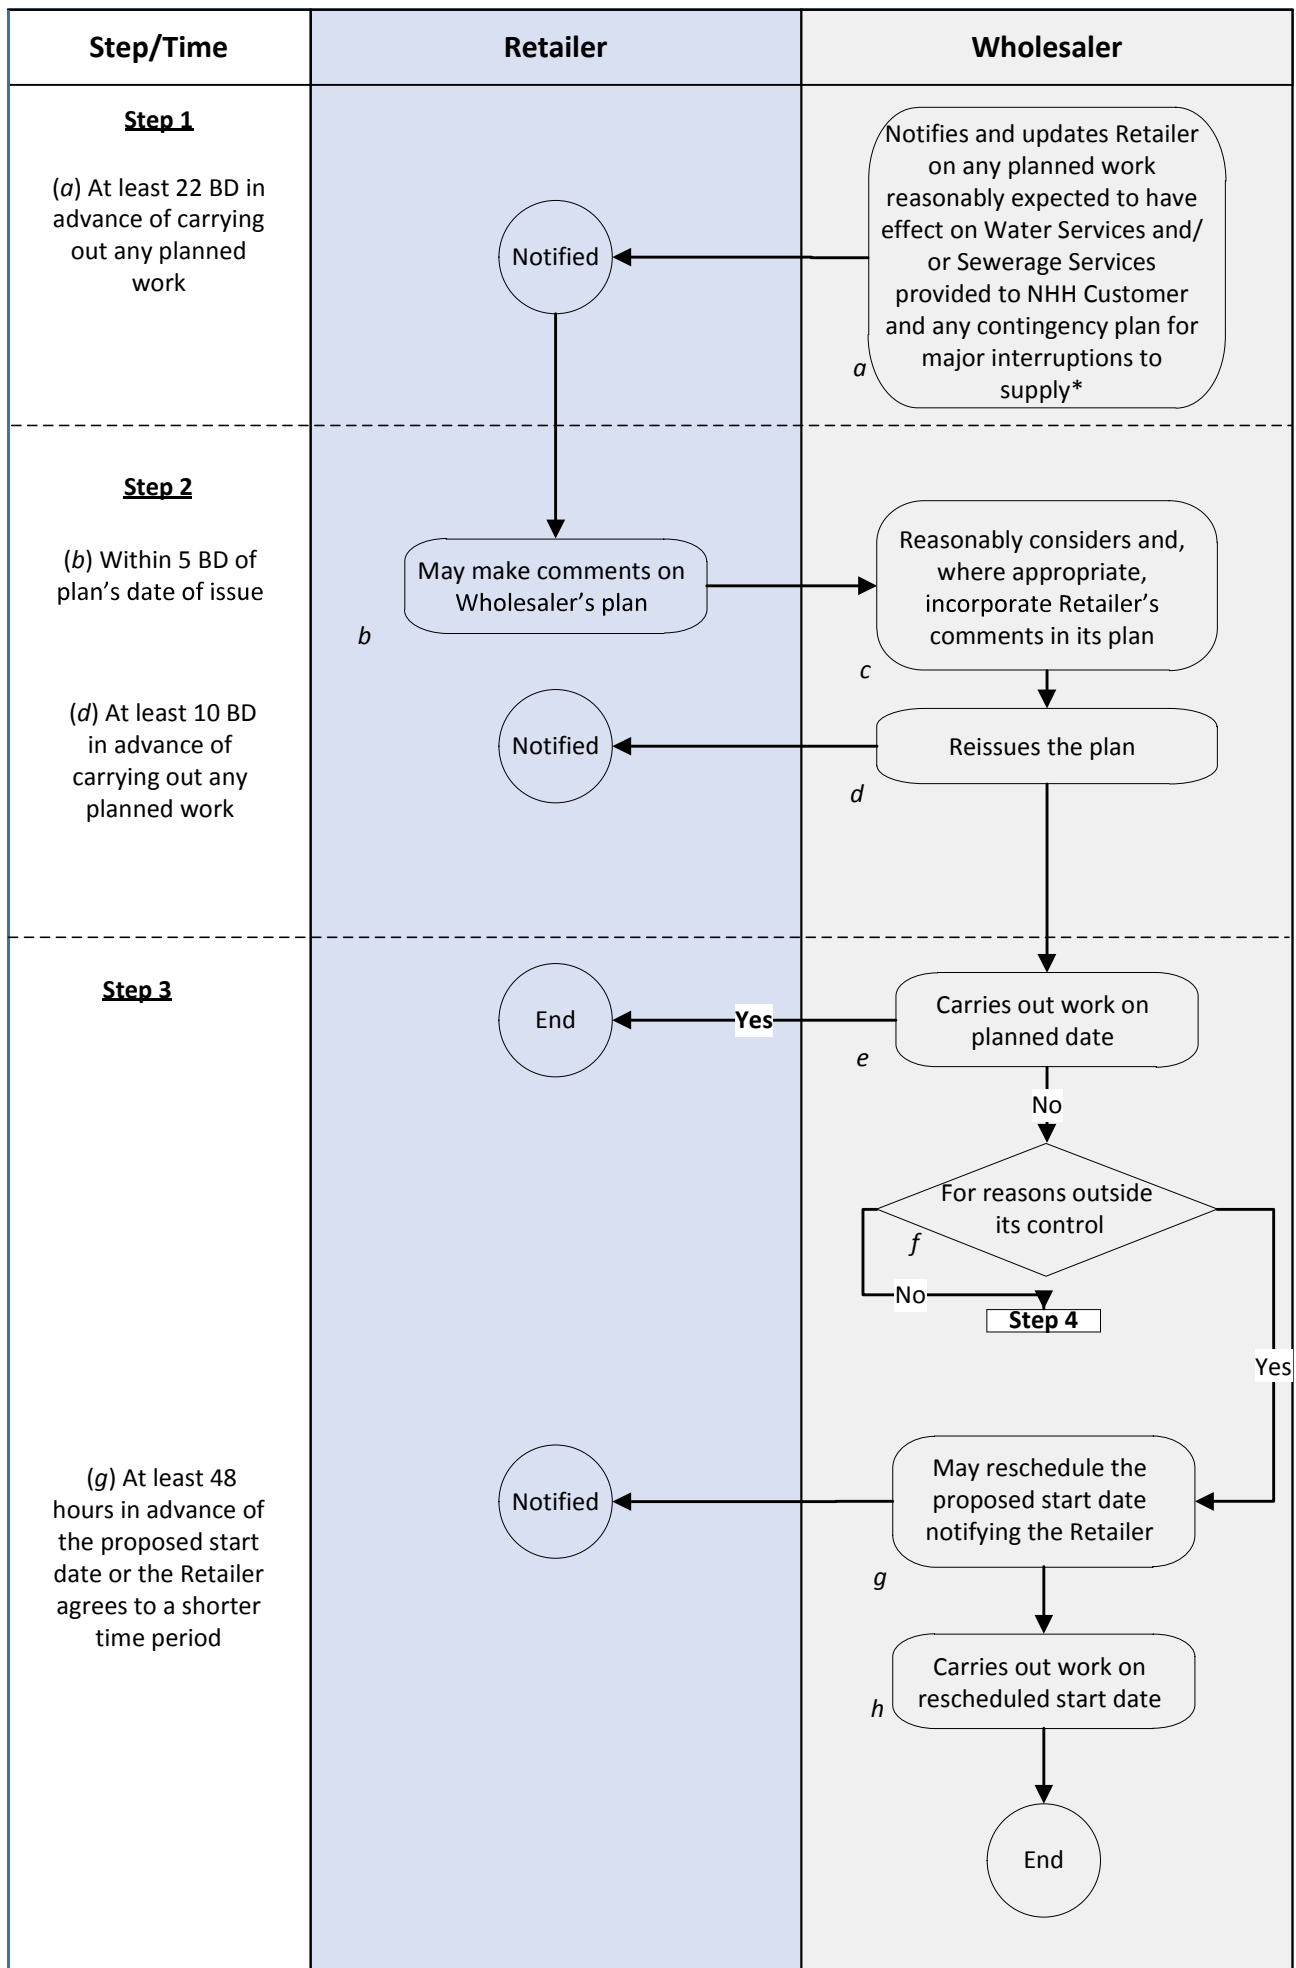 Step/Time
Retailer
Wholesaler
Step 1
(a) At least 22 BD in
advance of carrying
out any planned
work
Notified
Notifies and updates Retailer
on any planned work
reasonably expected to have
effect on Water Services and/
or Sewerage Services
provided to NHH Customer
and any contingency plan for
major interruptions to
supply*
a
Step 2
(b) Within 5 BD of
plan’s date of issue
May make comments on
Wholesaler’s plan
b
Reasonably considers and,
where appropriate,
incorporate Retailer’s
comments in its plan
c
(d) At least 10 BD
in advance of
carrying out any
planned work
Notified
Reissues the plan
d
Step 3
End
Yes
Carries out work on
planned date
e
No
For reasons outside
its control
f
No
Step 4
Yes
(g) At least 48
hours in advance of
the proposed start
date or the Retailer
agrees to a shorter
time period
Notified
May reschedule the
proposed start date
notifying the Retailer
g
Carries out work on
rescheduled start date
h
End